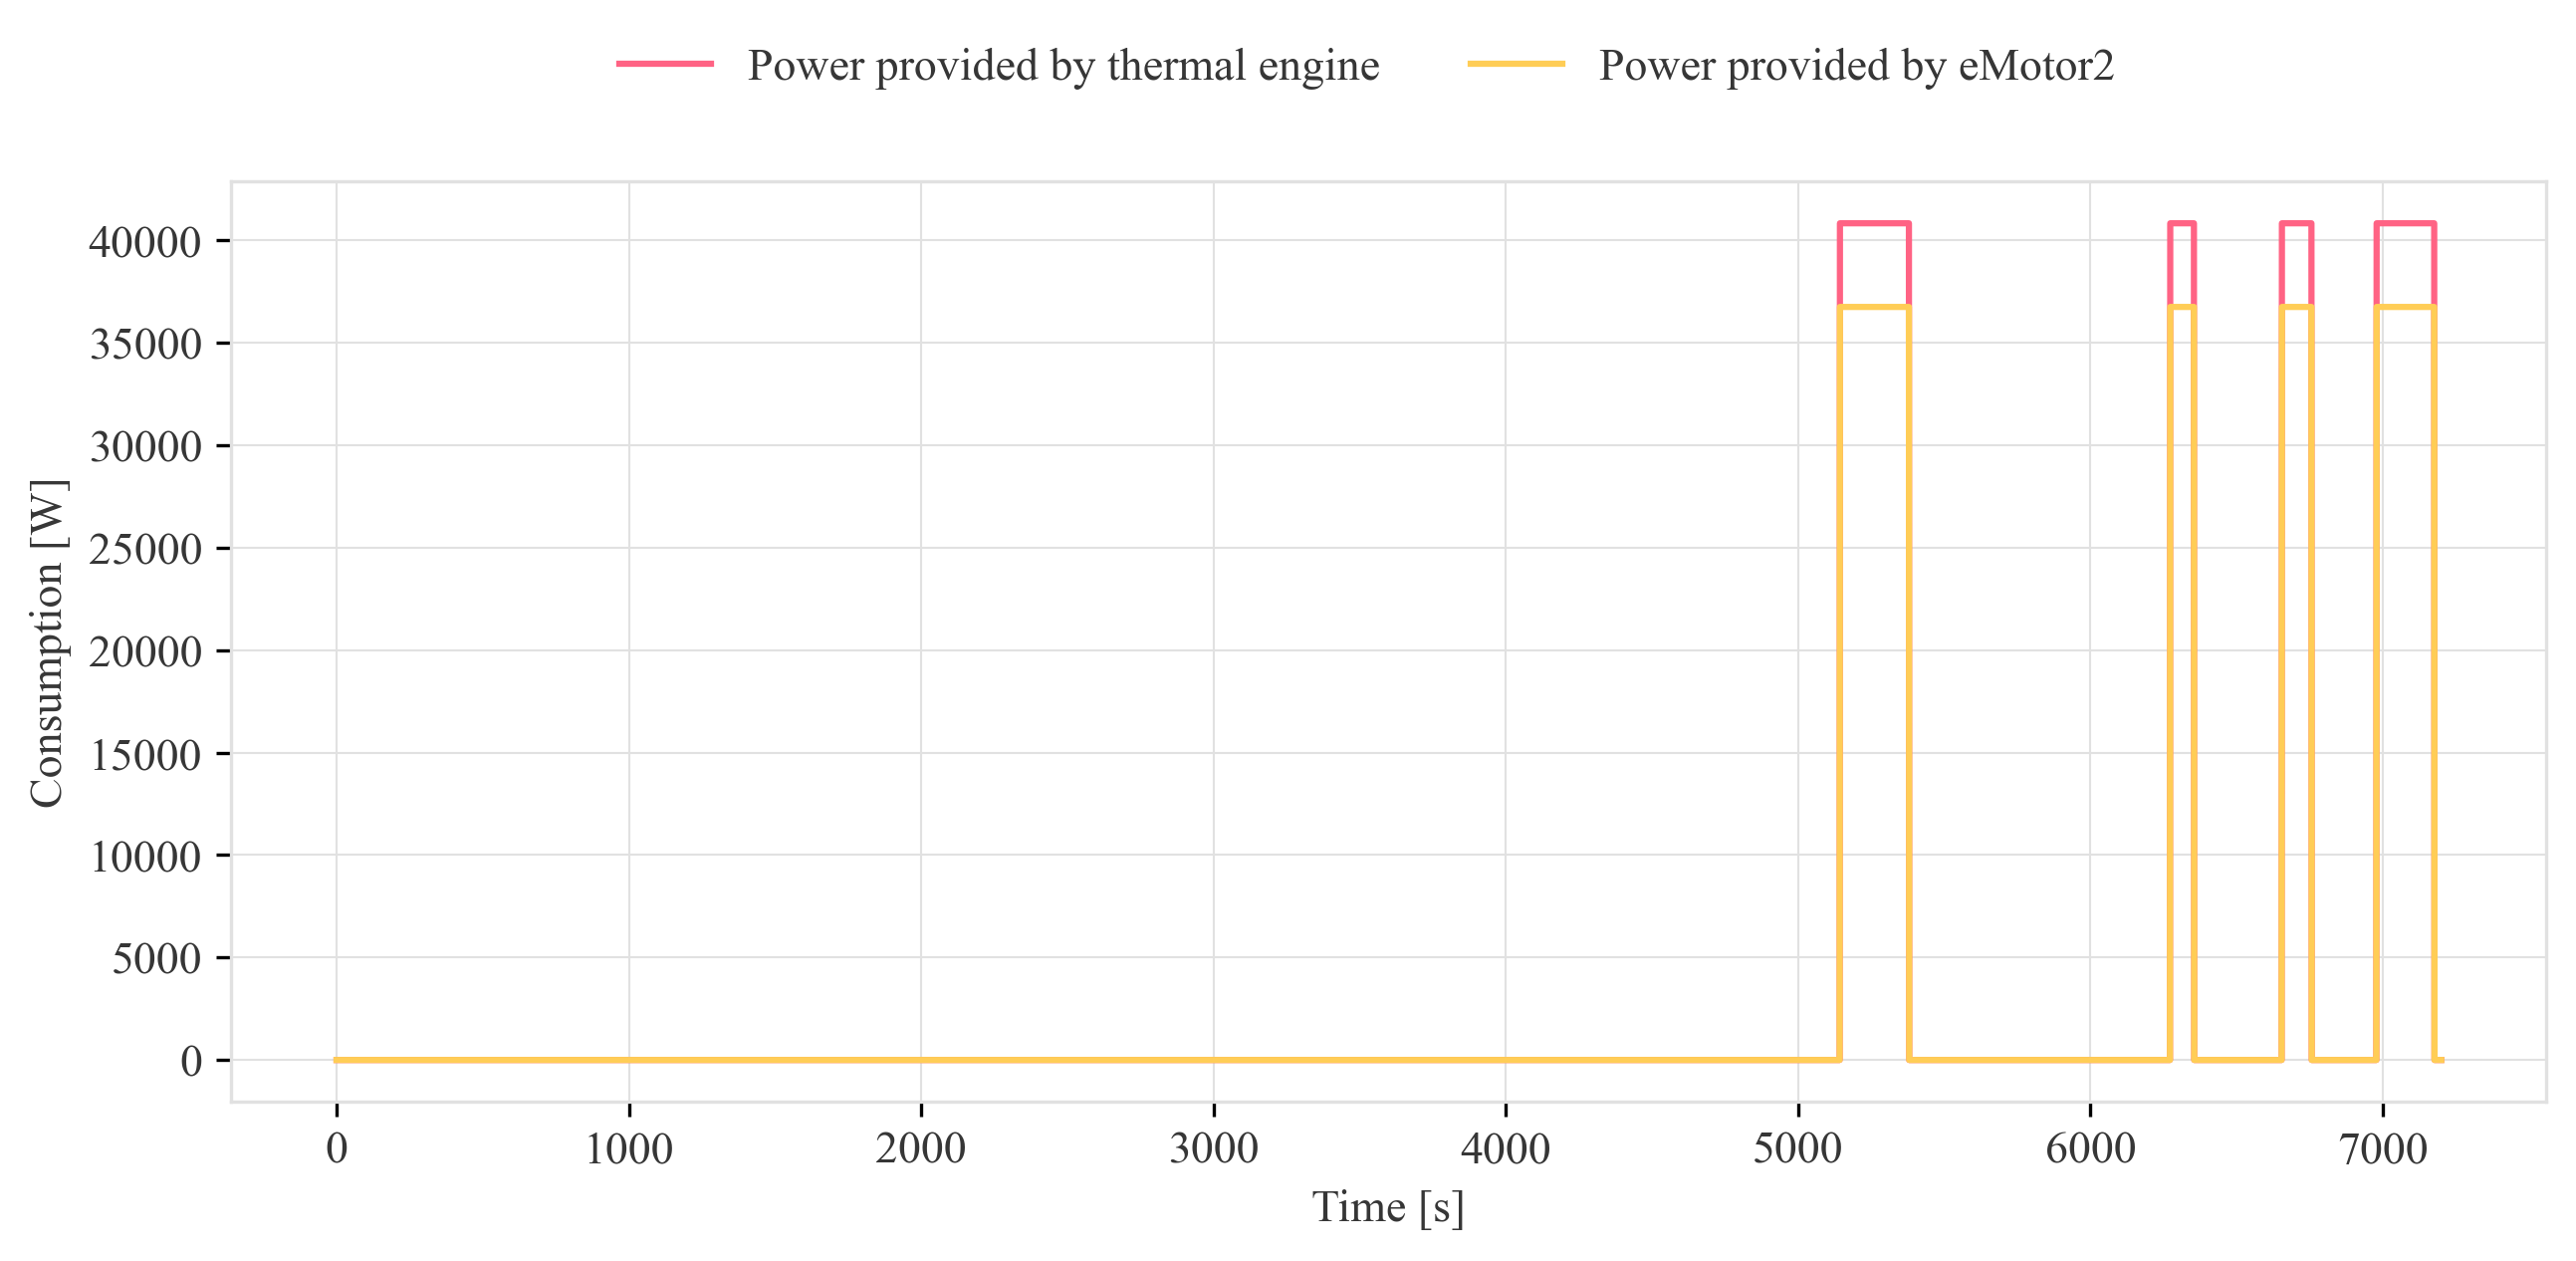 Power provided by thermal engine Power provided by eMotor2
40000
35000
30000
25000
20000
15000
10000
5000
0
Consumption [W]
0 1000 2000 3000 4000 5000 6000 7000
Time [s]